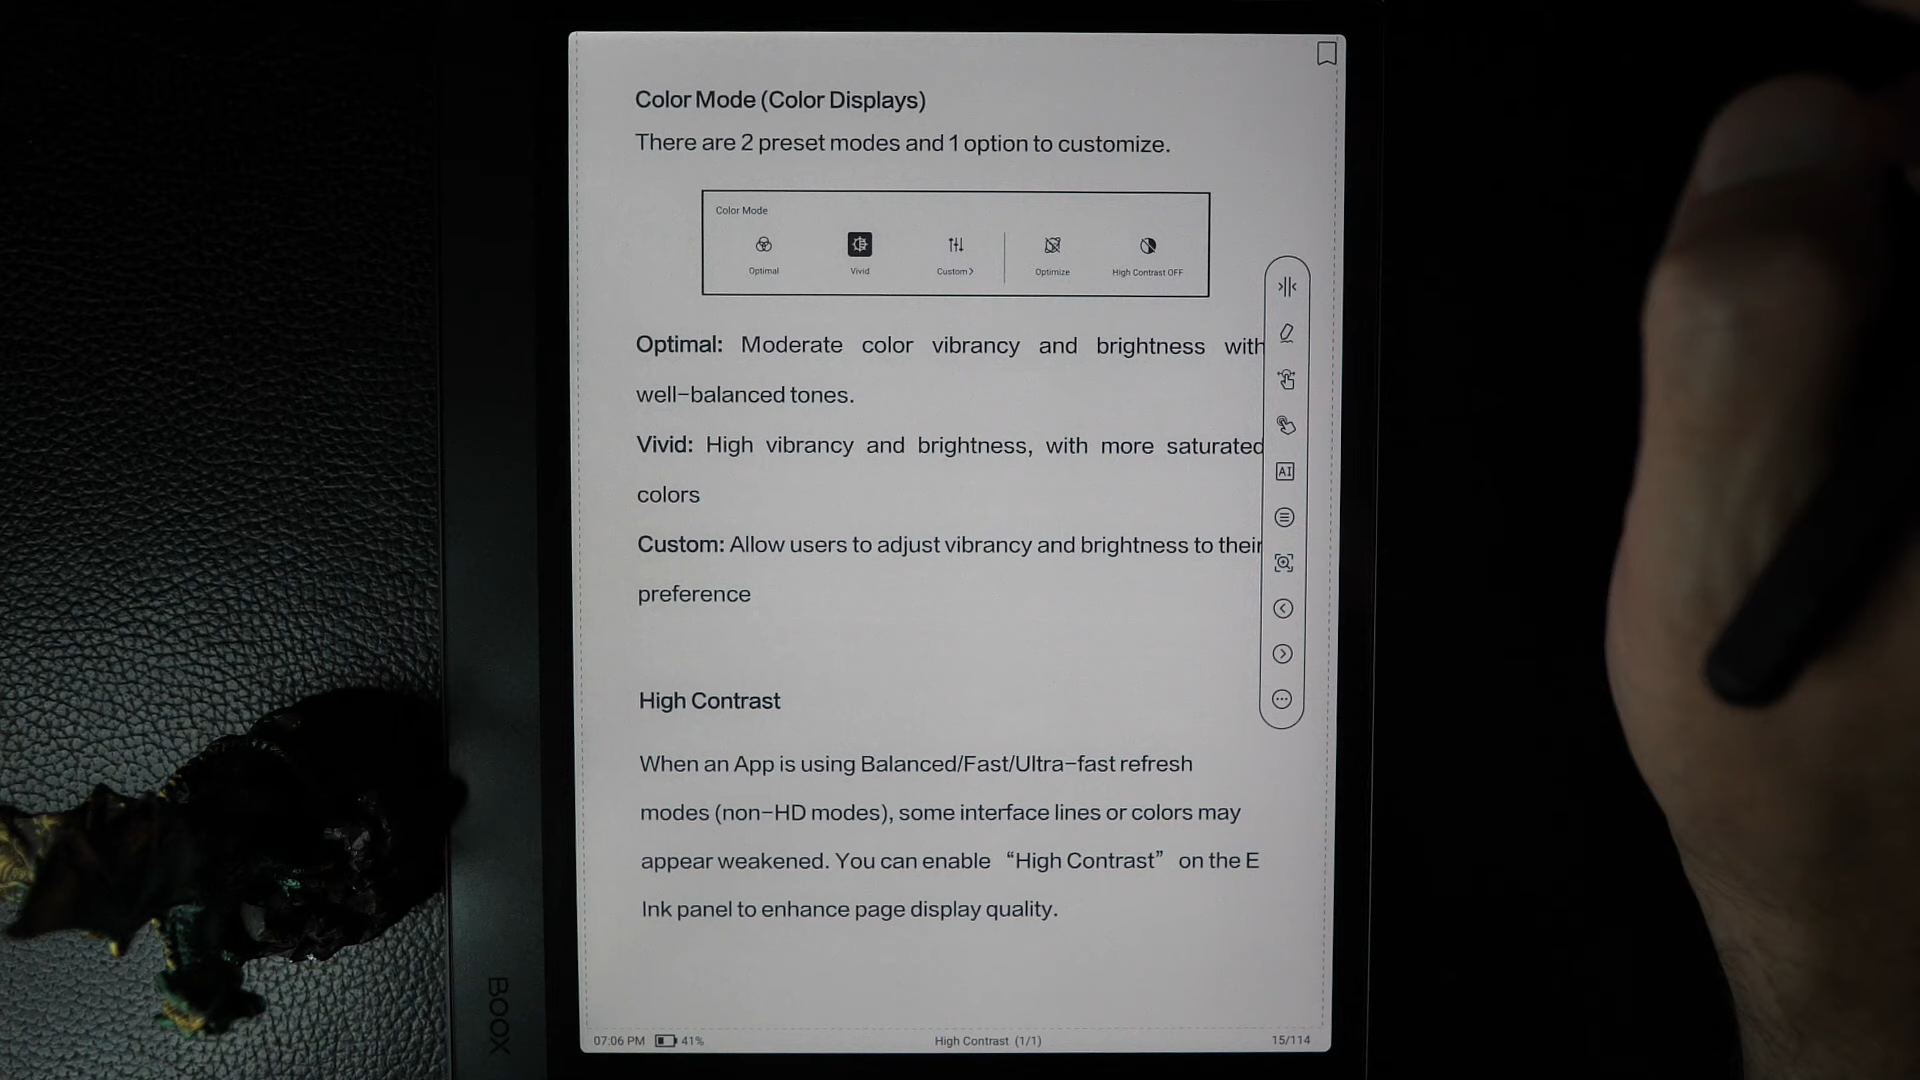 Color Mode (Color Displays)
There are 2 preset modes and 1 option to customize.
Color Mode
Optimal
Vivid
Custom
Optimize
High Contrast OFF
Optimal: Moderate color vibrancy and brightness with
well-balanced tones.
Vivid: High vibrancy and brightness, with more saturated
colors
Custom: Allow users to adjust vibrancy and brightness to their
preference
AI
High Contrast
When an App is using Balanced/Fast/Ultra-fast refresh
modes (non-HD modes), some interface lines or colors may
appear weakened. You can enable “High Contrast” on the E
Ink panel to enhance page display quality.
07:06 PM 41% High Contrast (1/1) 15/114
BOOX